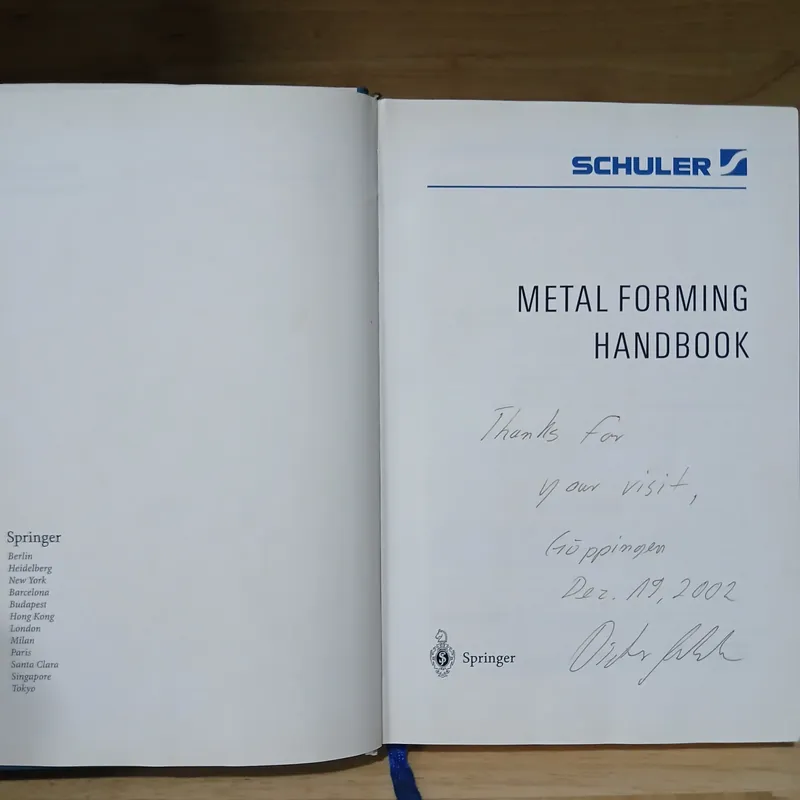 Springer
Berlin
Heidelberg
New York
Barcelona
Budapest
Hong Kong
London
Milan
Paris
Santa Clara
Singapore
Tokyo
SCHULER
METAL FORMING
HANDBOOK
Thanks for
your visit,
Göppingen
Dez. 19, 2002
Springer